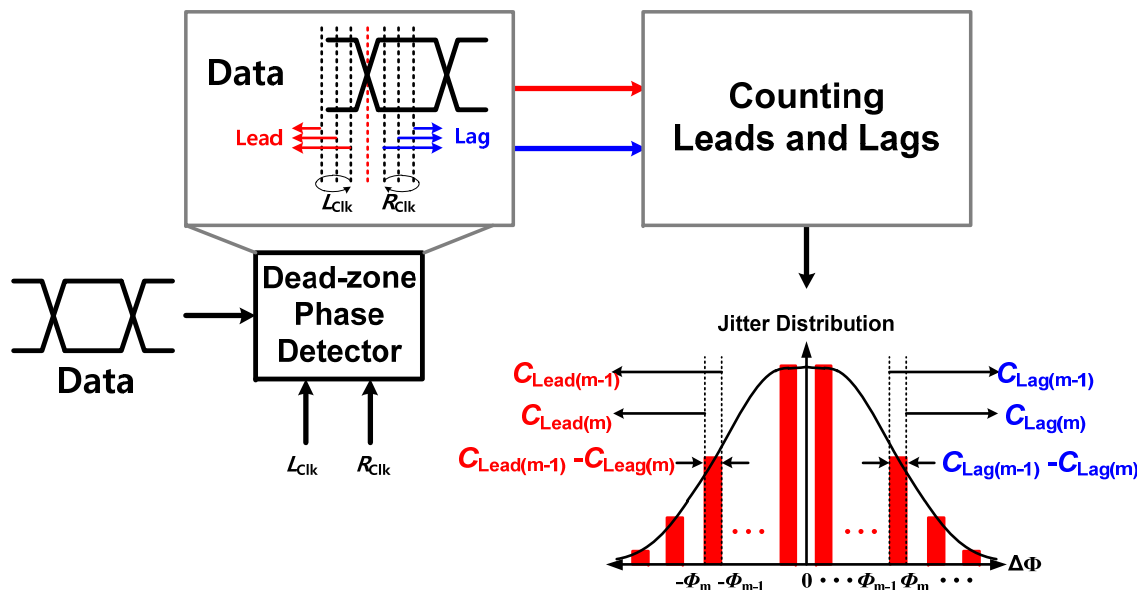 Data
Lead
Lag
LClk
RClk
Counting
Leads and Lags
Dead-zone
Phase
Detector
Data
LClk
RClk
Jitter Distribution
CLead(m-1)
CLag(m-1)
CLead(m)
CLag(m)
CLead(m-1) -CLeag(m)
CLag(m-1) -CLag(m)
• • •
• • •
-Φm -Φm-1 0 • • • • Φm-1 Φm • • •
ΔΦ